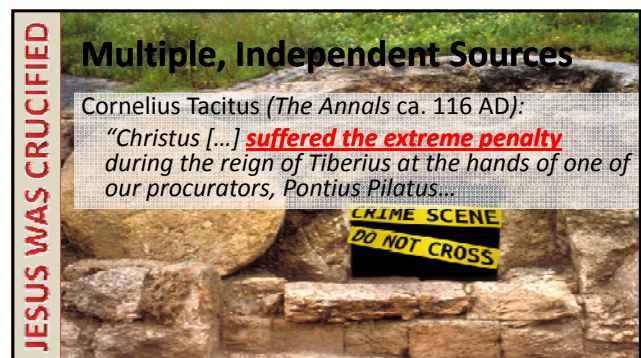 JESUS WAS CRUCIFIED
Multiple, Independent Sources
Cornelius Tacitus (The Annals ca. 116 AD):
“Christus [...] suffered the extreme penalty
during the reign of Tiberius at the hands of one of
our procurators, Pontius Pilatus…
CRIME SCENE
DO NOT CROSS